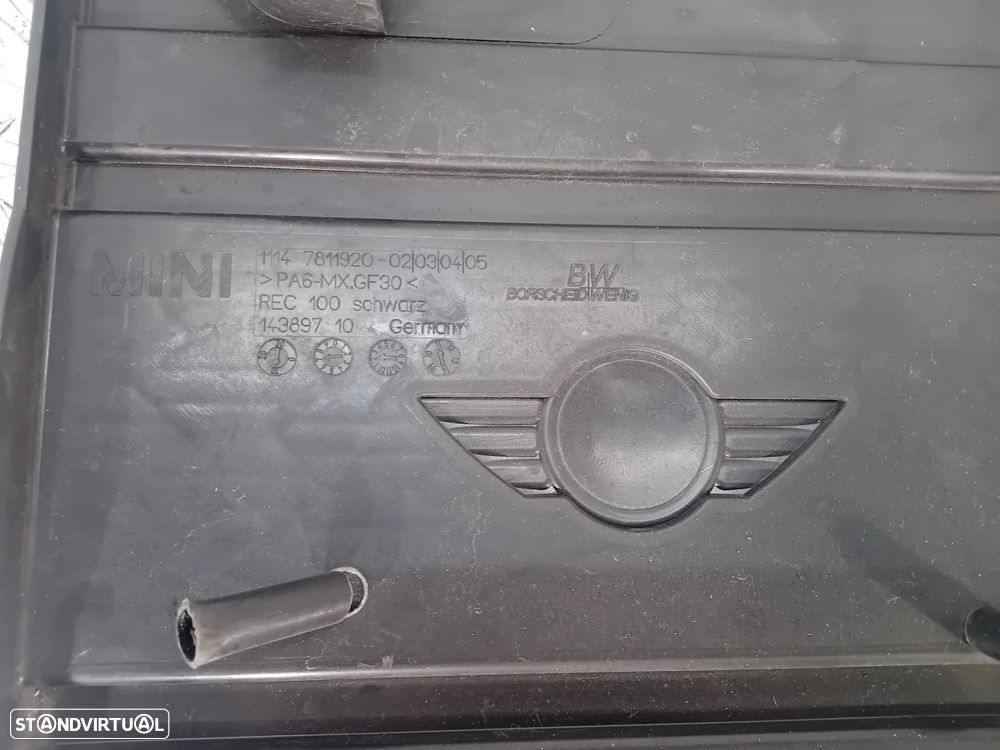 MINI
1114 7811920-02|03|04|05
>PA6-MX.GF30<
REC 100 schwarz
143897 10 Germany
BW
BORSCHEIDWENIG
STANDVIRTUAL